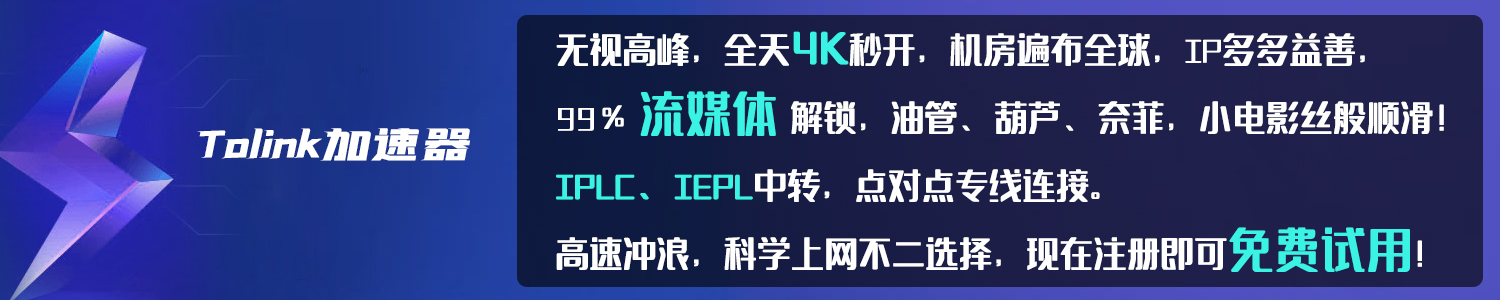 Tolink加速器
无视高峰，全天4K秒开，机房遍布全球，IP多多益善，
99% 流媒体 解锁，油管、葫芦、奈菲，小电影丝般顺滑！
IPLC、IEPL中转，点对点专线连接。
高速冲浪，科学上网不二选择，现在注册即可免费试用！